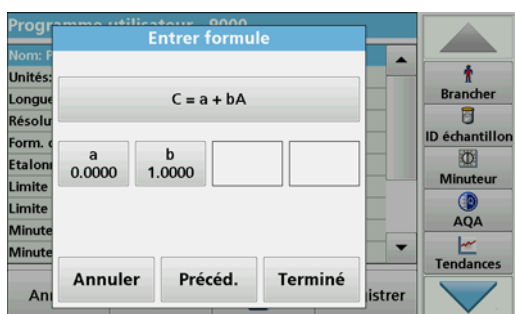 Programme utilisateur 9000
Entrer formule
Nom: P
Unités:
Longue
Résolu
Form. d
Etalon
Limite
Limite
Minute
Minute
C = a + bA
a
0.0000
b
1.0000
Annuler
Précéd.
Terminé
Ann
istrer
Brancher
ID échantillon
Minuteur
AQA
Tendances